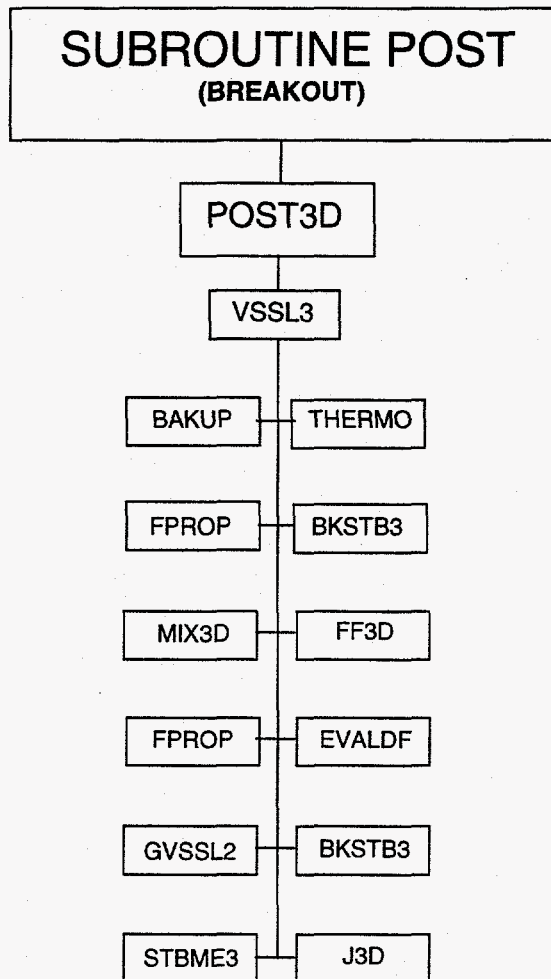 SUBROUTINE POST
(BREAKOUT)
POST3D
VSSL3
BAKUP THERMO
FPROP BKSTB3
MIX3D FF3D
FPROP EVALDF
GVSSL2 BKSTB3
STBME3 J3D